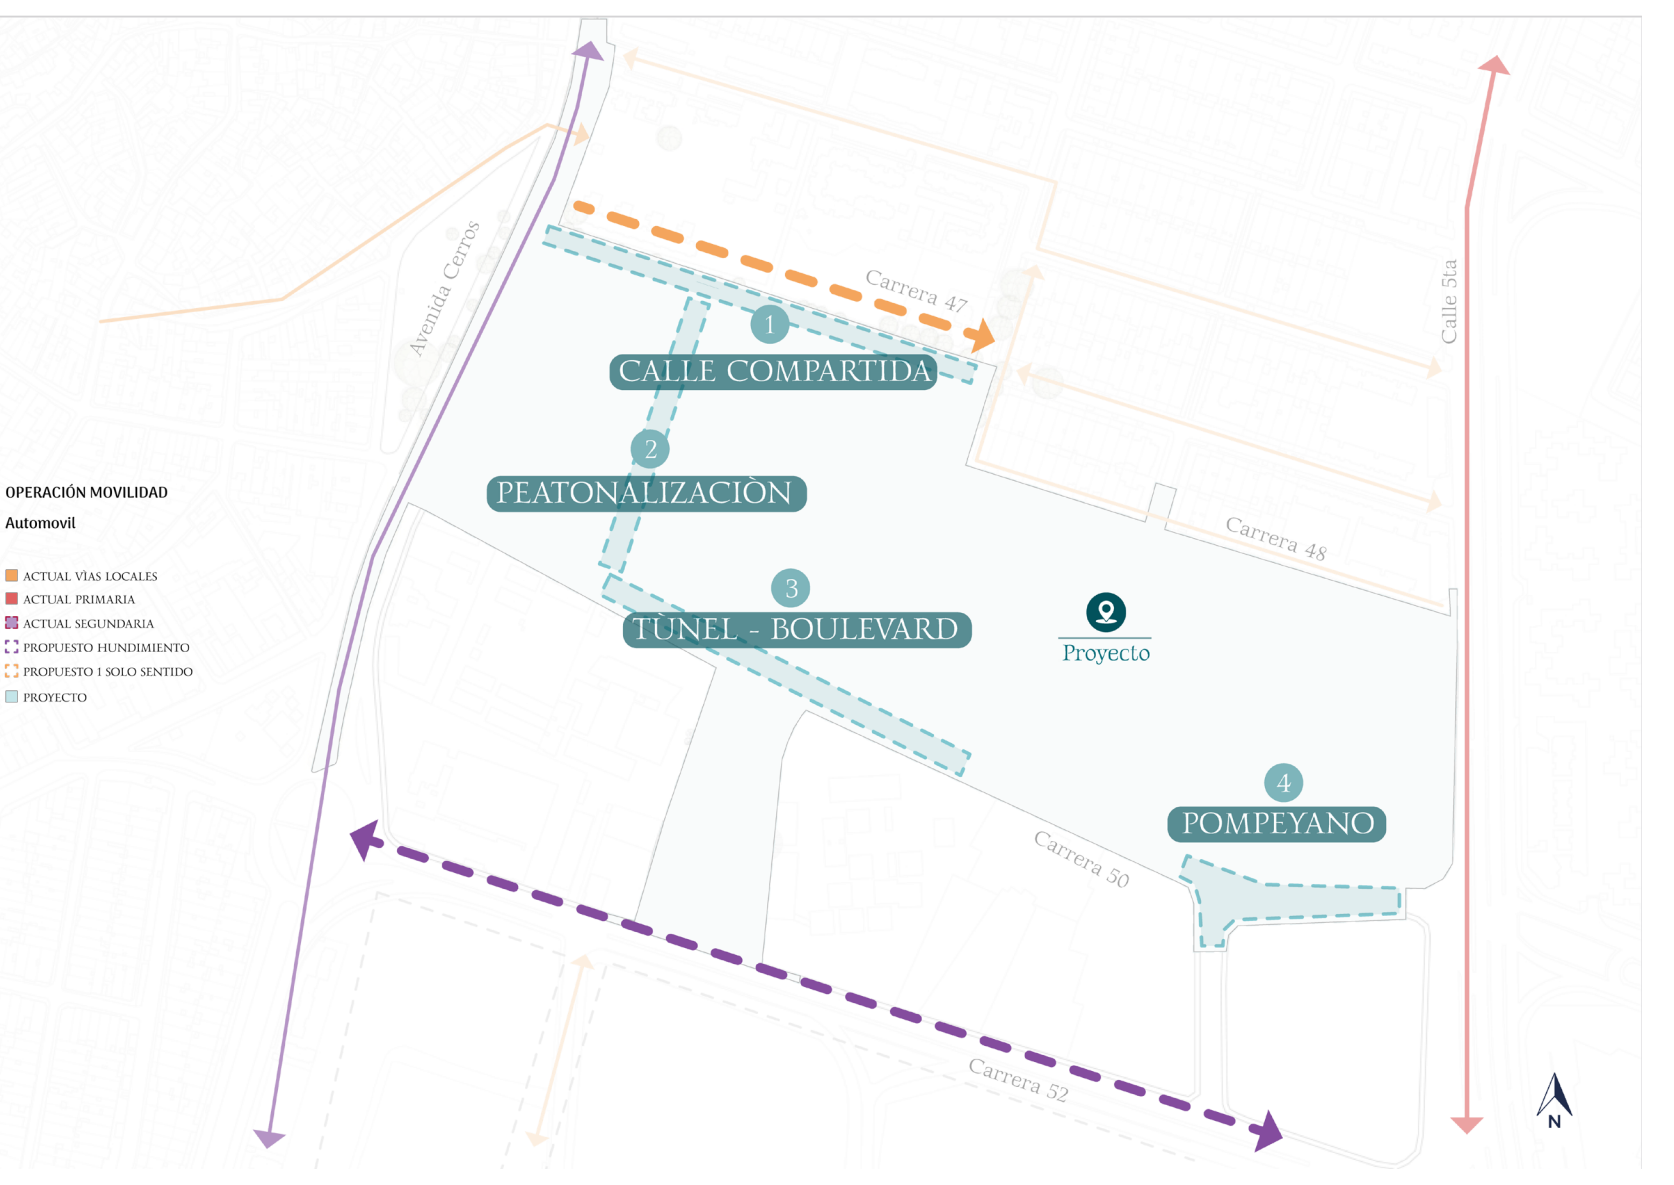 Avenida Cerros
Carrera 47
Calle 5ta
1
CALLE COMPARTIDA
2
PEATONALIZACIÒN
OPERACIÓN MOVILIDAD
Automovil
ACTUAL VÌAS LOCALES
ACTUAL PRIMARIA
ACTUAL SEGUNDARIA
PROPUESTO HUNDIMIENTO
PROPUESTO 1 SOLO SENTIDO
PROYECTO
Carrera 48
3
TÙNEL - BOULEVARD
Proyecto
4
POMPEYANO
Carrera 50
Carrera 52
N